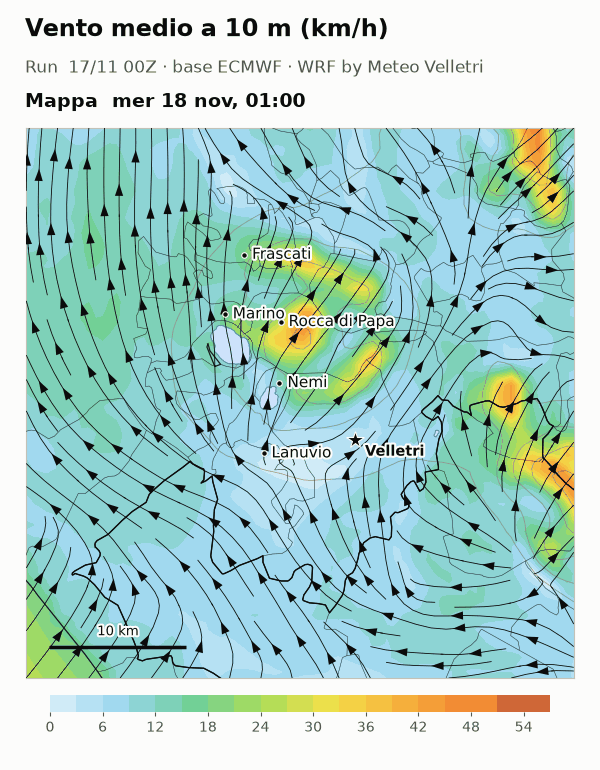 Vento medio a 10 m (km/h)
Run 17/11 00Z · base ECMWF · WRF by Meteo Velletri
Mappa mer 18 nov, 01:00
Frascati
Marino
Rocca di Papa
Nemi
Lanuvio
Velletri
10 km
0 6 12 18 24 30 36 42 48 54